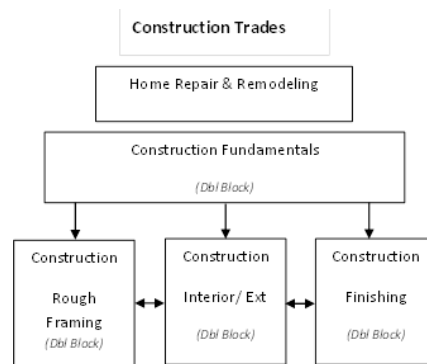 Construction Trades
Home Repair & Remodeling
Construction Fundamentals
(Dbl Block)
Construction
Rough
Framing
(Dbl Block)
Construction
Interior/ Ext
(Dbl Block)
Construction
Finishing
(Dbl Block)